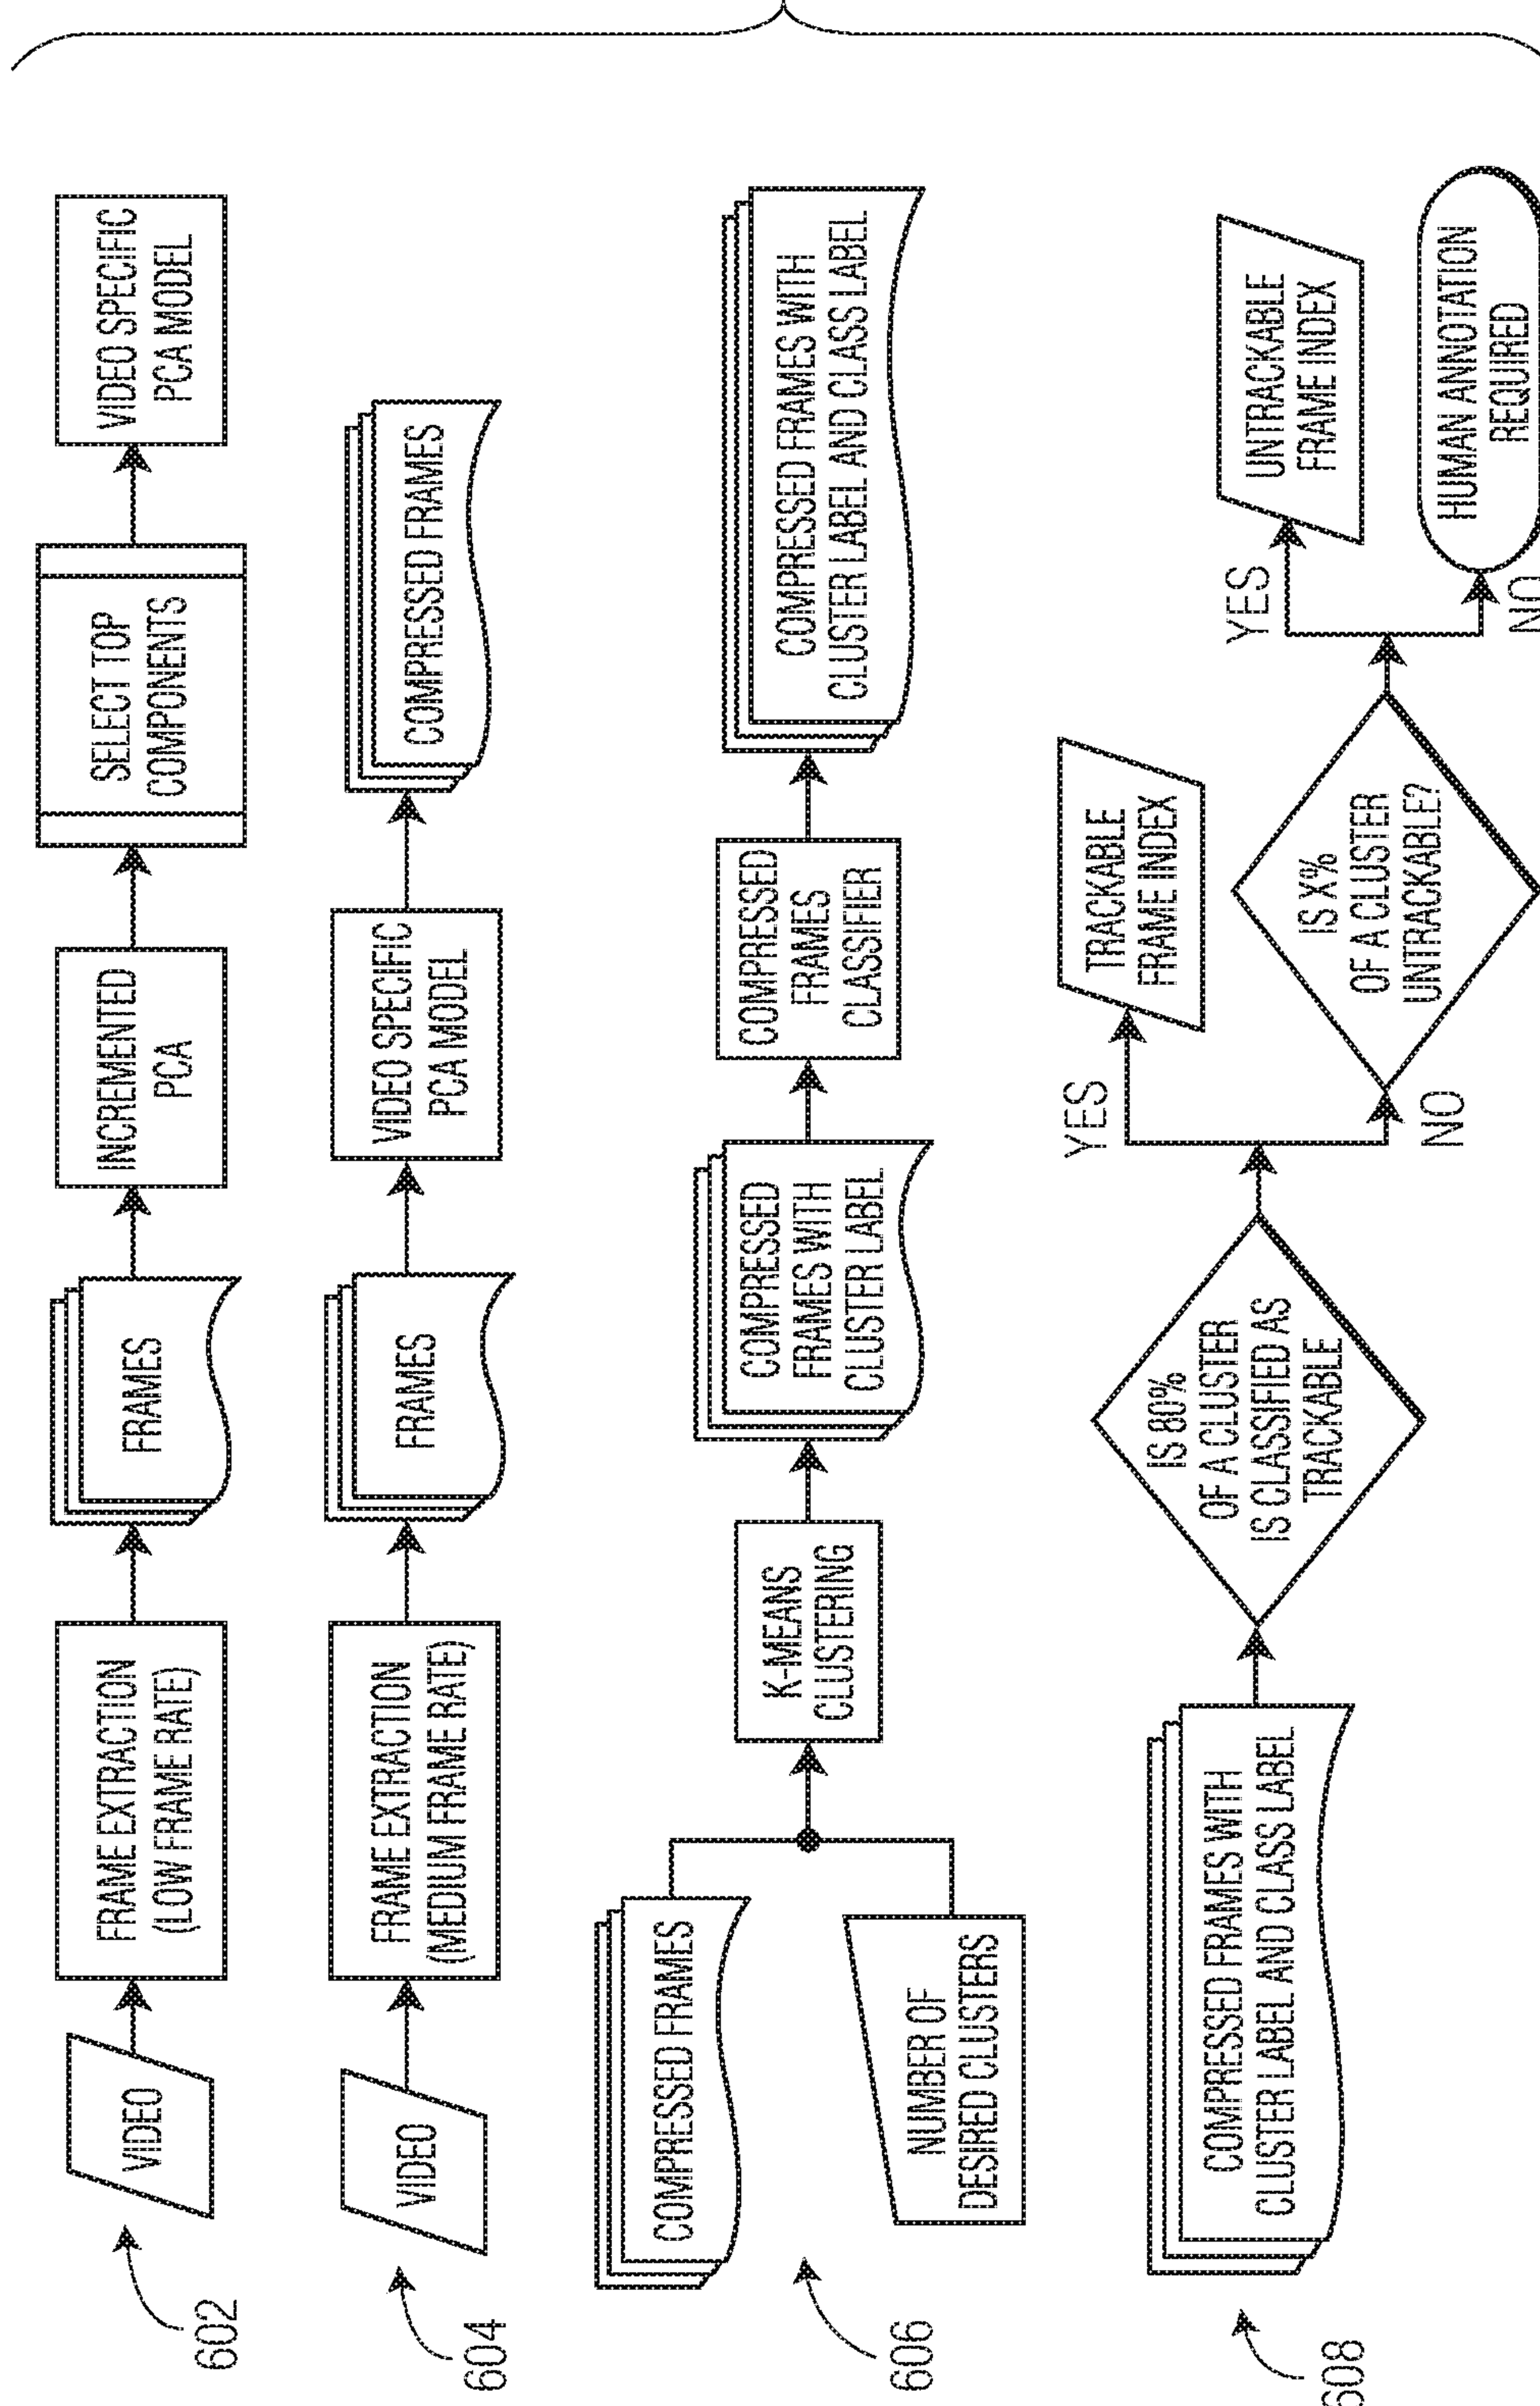 602
VIDEO
FRAME EXTRACTION
(LOW FRAME RATE)
FRAMES
INCREMENTED
PCA
SELECT TOP
COMPONENTS
VIDEO SPECIFIC
PCA MODEL
604
VIDEO
FRAME EXTRACTION
(MEDIUM FRAME RATE)
FRAMES
VIDEO SPECIFIC
PCA MODEL
COMPRESSED FRAMES
606
COMPRESSED FRAMES
NUMBER OF
DESIRED CLUSTERS
K-MEANS
CLUSTERING
COMPRESSED
FRAMES WITH
CLUSTER LABEL
COMPRESSED
FRAMES
CLASSIFIER
COMPRESSED FRAMES WITH
CLUSTER LABEL AND CLASS LABEL
608
COMPRESSED FRAMES WITH
CLUSTER LABEL AND CLASS LABEL
IS 80%
OF A CLUSTER
IS CLASSIFIED AS
TRACKABLE
YES
TRACKABLE
FRAME INDEX
NO
IS X%
OF A CLUSTER
UNTRACKABLE?
YES
UNTRACKABLE
FRAME INDEX
NO
HUMAN ANNOTATION
REQUIRED